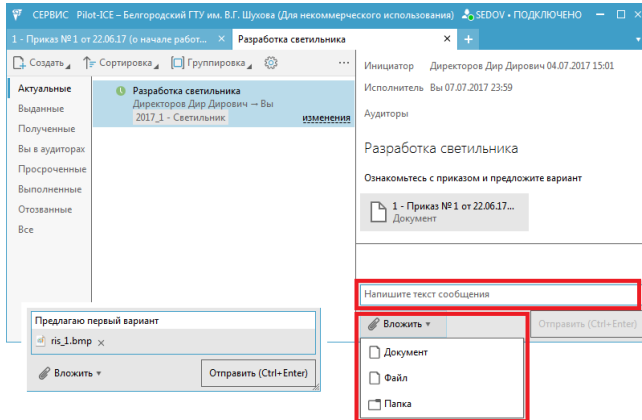 СЕРВИС Pilot-ICE – Белгородский ГТУ им. В.Г. Шухова (Для некоммерческого использования) SEDOV • ПОДКЛЮЧЕНО
1 - Приказ № 1 от 22.06.17 (о начале работ... × Разработка светильника × +
Создать Сортировка Группировка ...
Актуальные
Выданные
Полученные
Вы в аудиторах
Просроченные
Выполненные
Отозванные
Все
Разработка светильника
Директоров Дир Дирович → Вы
2017_1 - Светильник изменения
Инициатор Директоров Дир Дирович 04.07.2017 15:01
Исполнитель Вы 07.07.2017 23:59
Аудиторы
Разработка светильника
Ознакомьтесь с приказом и предложите вариант
1 - Приказ № 1 от 22.06.17...
Документ
Напишите текст сообщения
Вложить Отправить (Ctrl+Enter)
Документ
Файл
Папка
Предлагаю первый вариант
ris_1.bmp ×
Вложить Отправить (Ctrl+Enter)